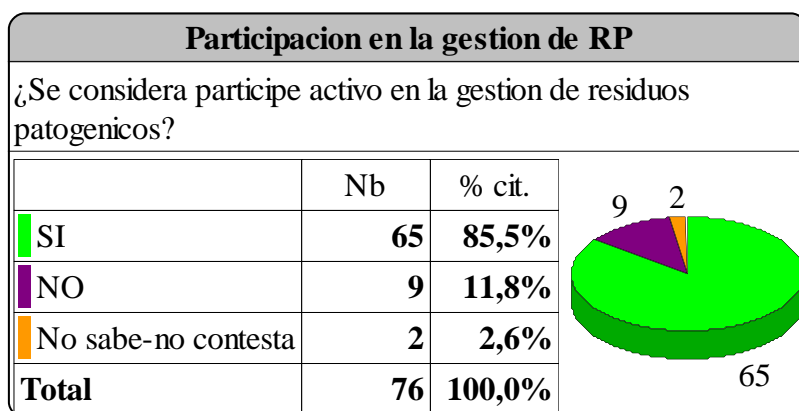 Participacion en la gestion de RP
¿Se considera participe activo en la gestion de residuos
patogenicos?
Nb % cit.
SI 65 85,5%
NO 9 11,8%
No sabe-no contesta 2 2,6%
Total 76 100,0%
9 2
65